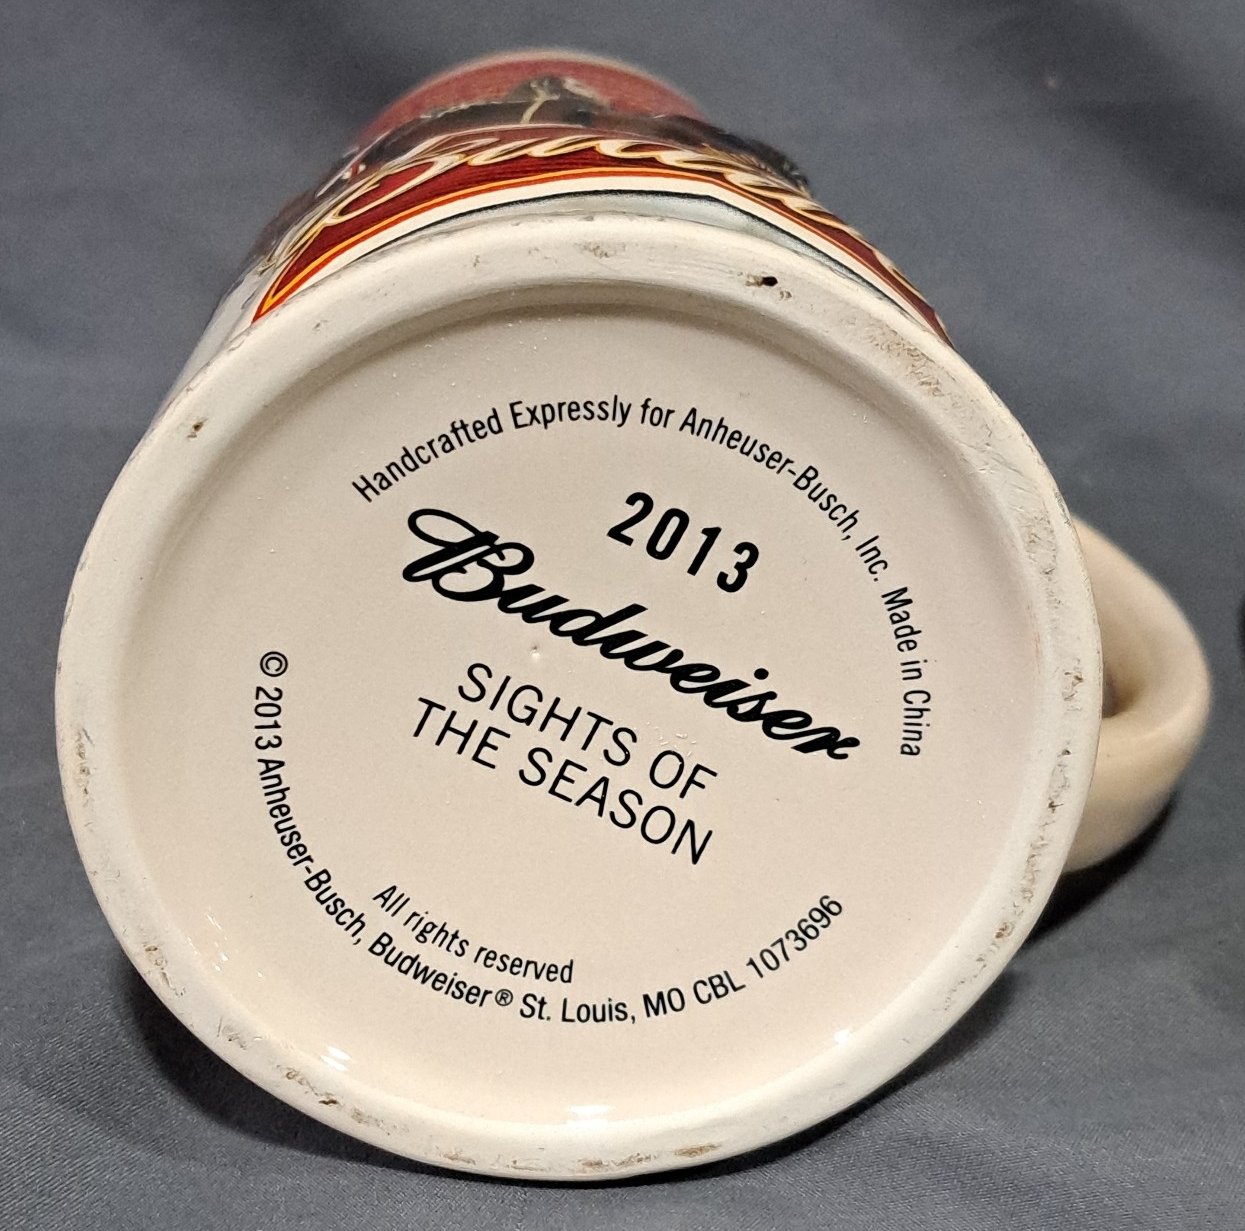 Handcrafted Expressly for Anheuser-Busch, Inc. Made in China
2013
Budweiser
SIGHTS OF
THE SEASON
All rights reserved
© 2013 Anheuser-Busch, Budweiser® St. Louis, MO CBL 1073696